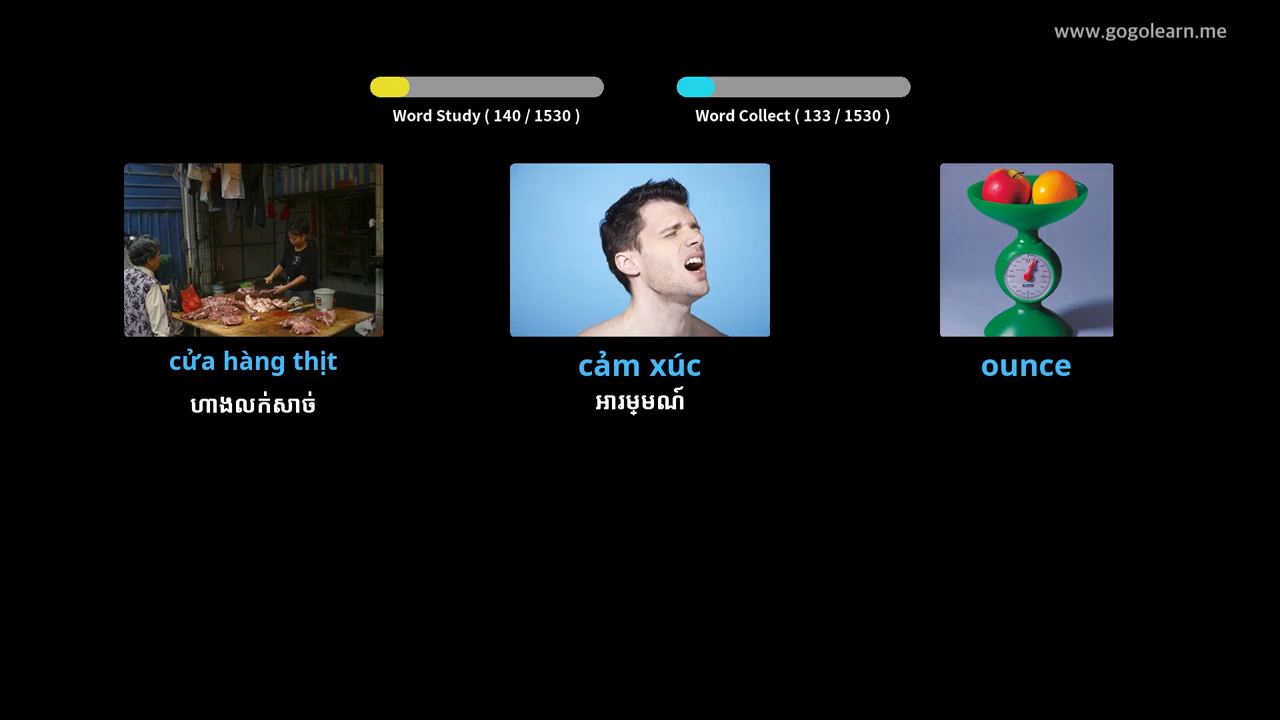 www.gogolearn.me
Word Study ( 140 / 1530 )
Word Collect ( 133 / 1530 )
cửa hàng thịt
ហាងលក់សាច់
cảm xúc
អារម្មណ៍
ounce